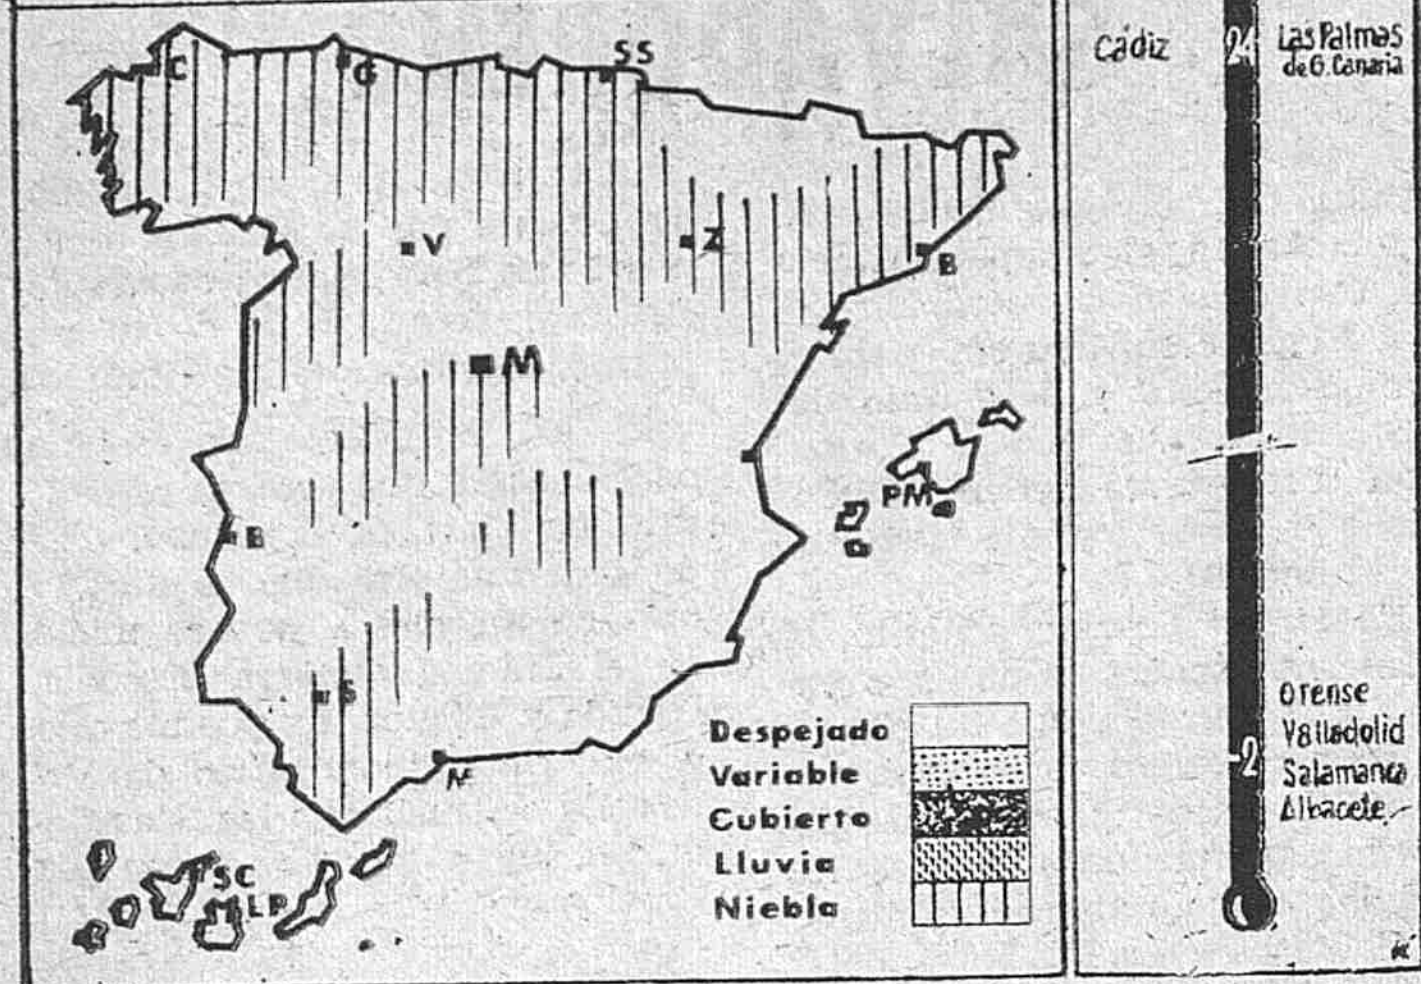 SS
C
G
V
Z
B
M
PM
B
S
M
SC
LP
Despejado
Variable
Cubierto
Lluvia
Niebla
Cádiz
24
Las Palmas
de G. Canaria
-2
Orense
Valladolid
Salamanca
Albacete